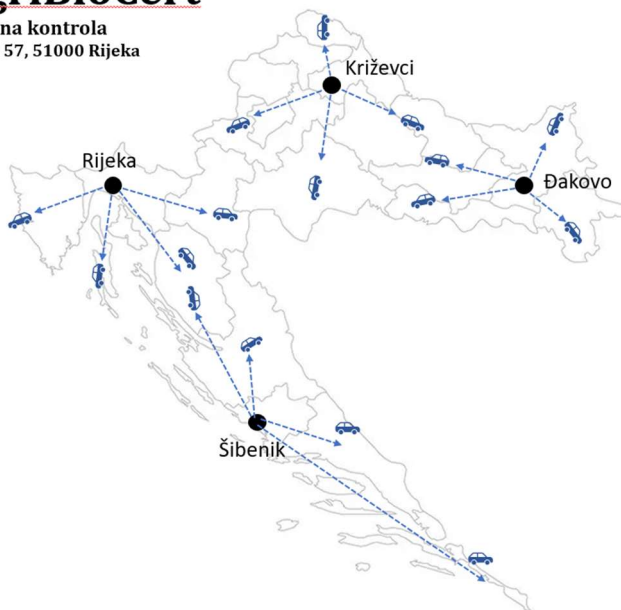 na kontrola
57, 51000 Rijeka
Križevci
Rijeka
Đakovo
Šibenik